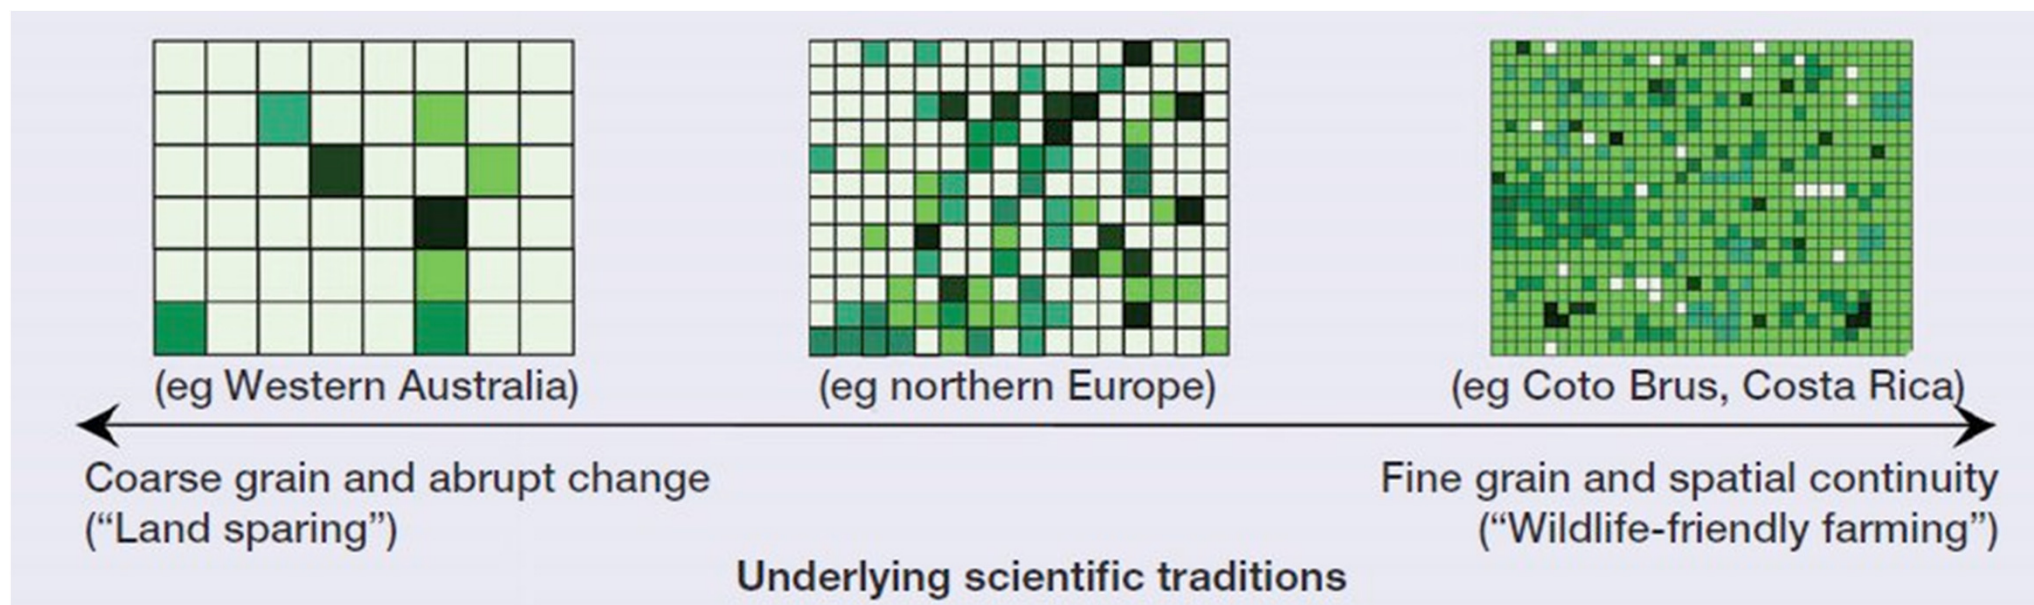 (eg Western Australia)
(eg northern Europe)
(eg Coto Brus, Costa Rica)
Coarse grain and abrupt change
(“Land sparing”)
Fine grain and spatial continuity
(“Wildlife-friendly farming”)
Underlying scientific traditions